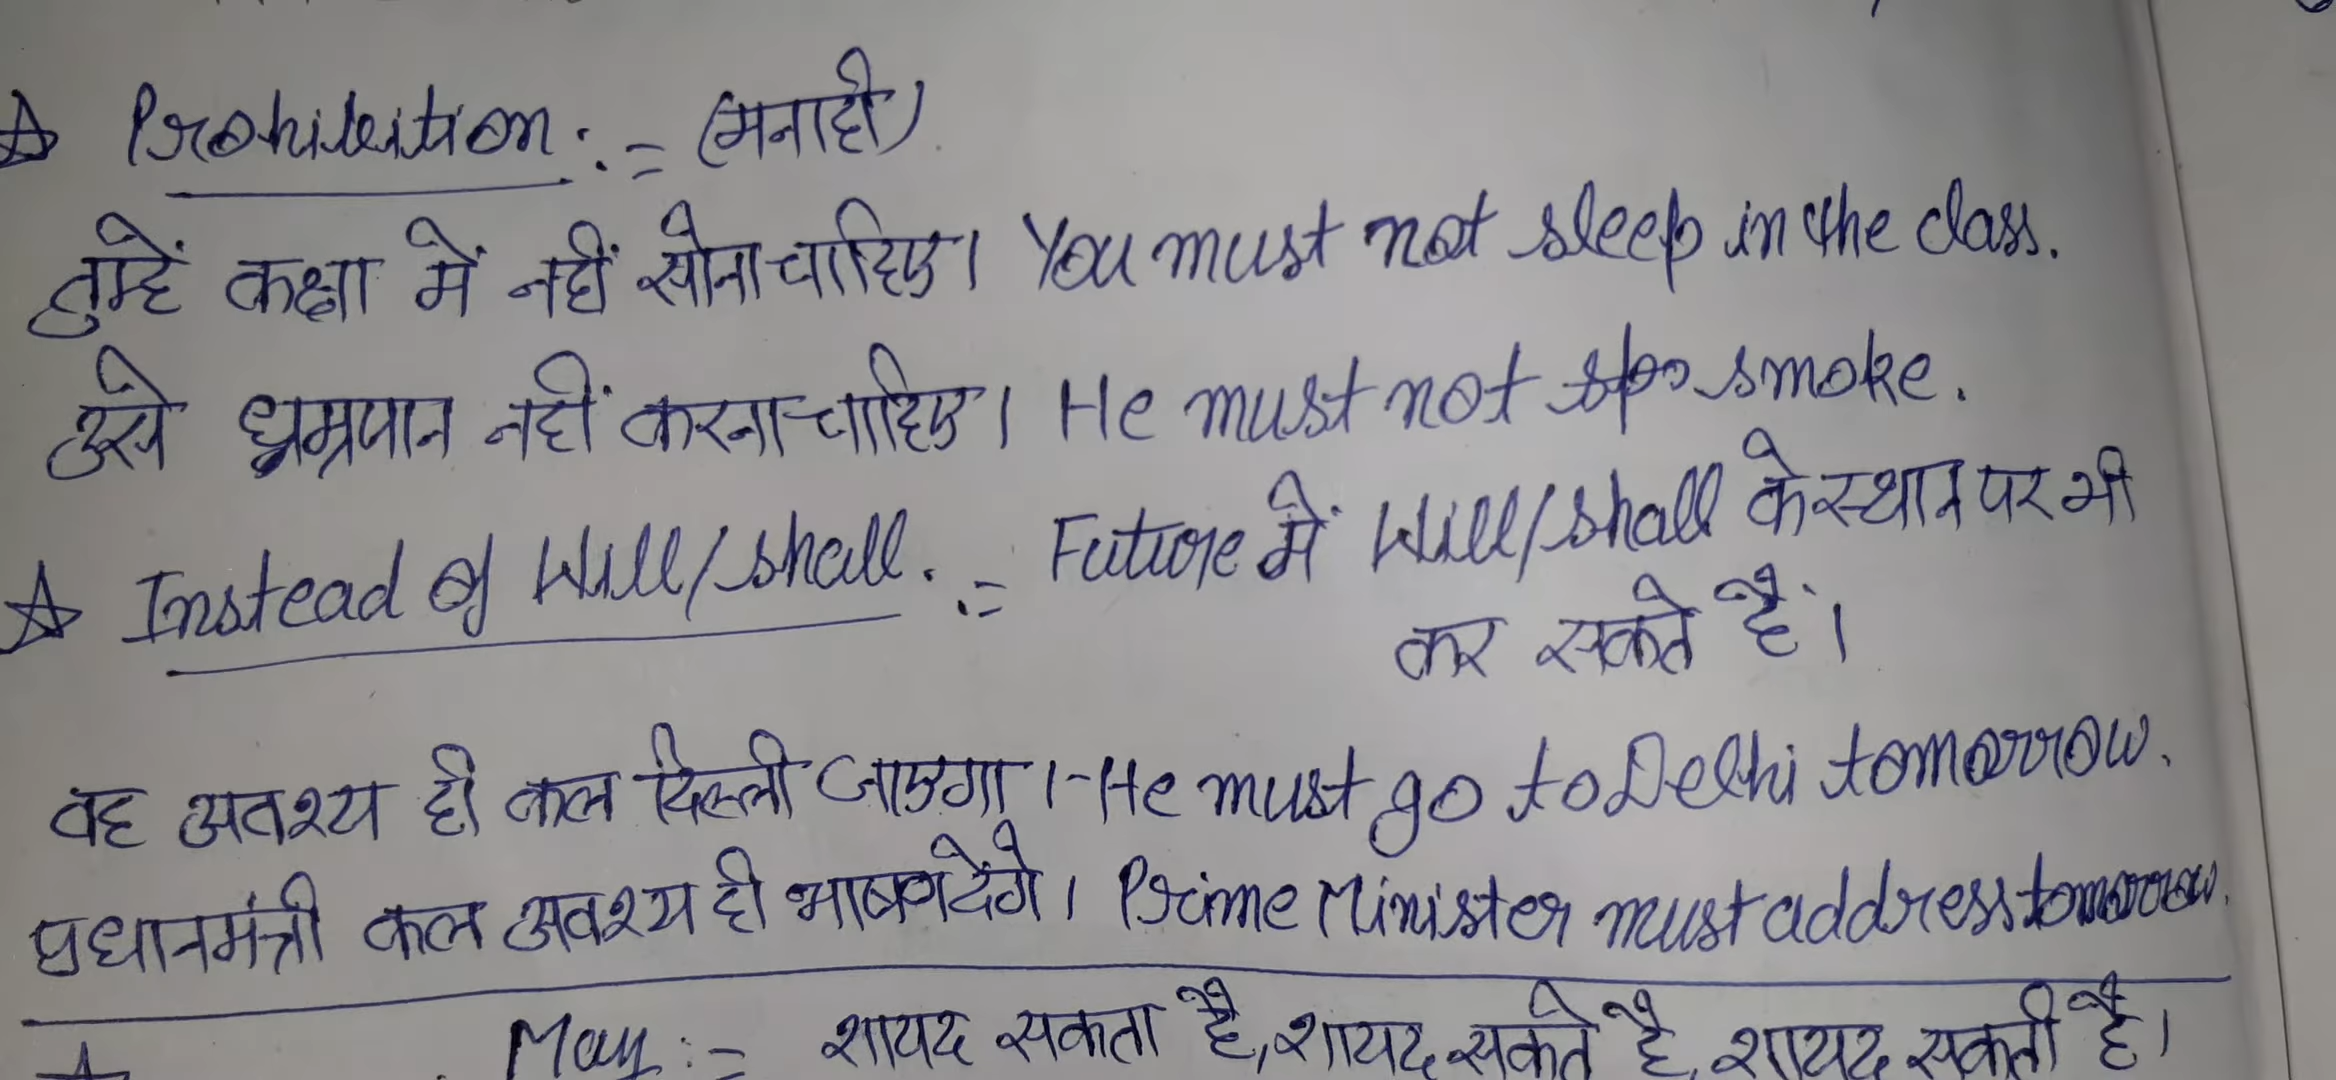 Prohibition :- (मनाही)
तुम्हें कक्षा में नहीं सोना चाहिए। You must not sleep in the class.
उसे धूम्रपान नहीं करना चाहिए। He must not smoke.
Instead of Will/shall :- Future में Will/shall के स्थान पर भी
कर सकते हैं।
वह अवश्य ही कल दिल्ली जाएगा।- He must go to Delhi tomorrow.
प्रधानमंत्री कल अवश्य ही भाषण देंगे। Prime Minister must address tomorrow.
May :- शायद सकता है, शायद सकते है, शायद सकती है।